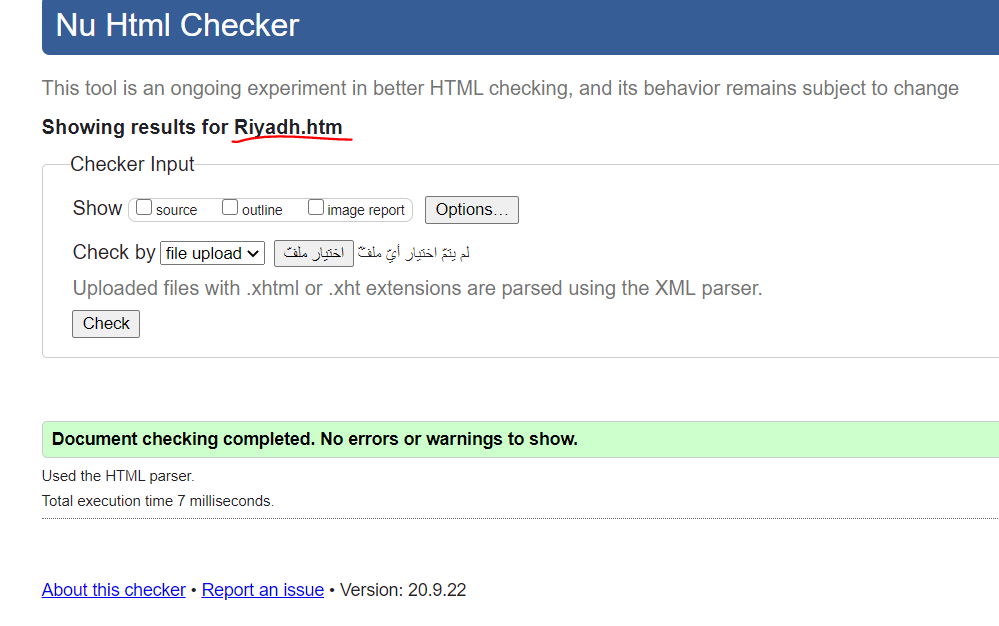 Nu Html Checker
This tool is an ongoing experiment in better HTML checking, and its behavior remains subject to change
Showing results for Riyadh.htm
Checker Input
Show source outline image report Options...
Check by file upload اختيار ملفّ لم يتمّ اختيار أيّ ملفّ
Uploaded files with .xhtml or .xht extensions are parsed using the XML parser.
Check
Document checking completed. No errors or warnings to show.
Used the HTML parser.
Total execution time 7 milliseconds.
About this checker • Report an issue • Version: 20.9.22